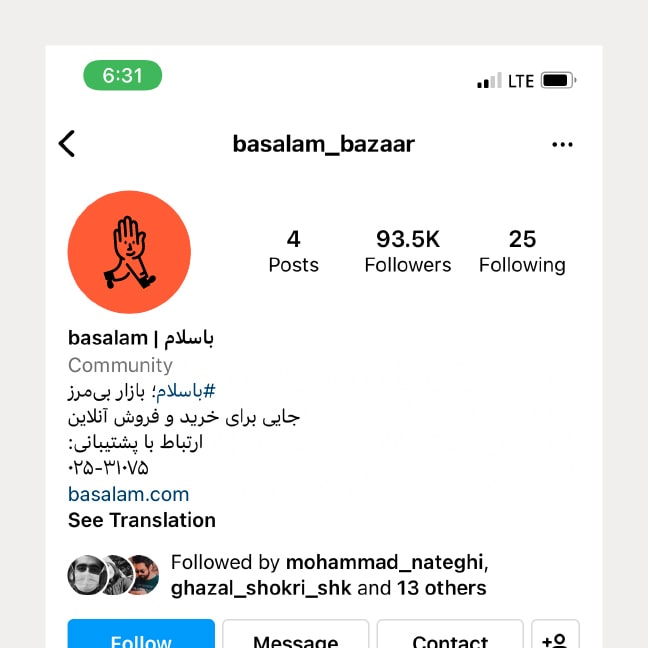 6:31
LTE
basalam_bazaar
4
93.5K
25
Posts
Followers
Following
basalam | باسلام
Community
#باسلام؛ بازار بی‌مرز
جایی برای خرید و فروش آنلاین
ارتباط با پشتیبانی:
۰۲۵-۳۱۰۷۵
basalam.com
See Translation
Followed by mohammad_nateghi,
ghazal_shokri_shk and 13 others
Follow
Message
Contact